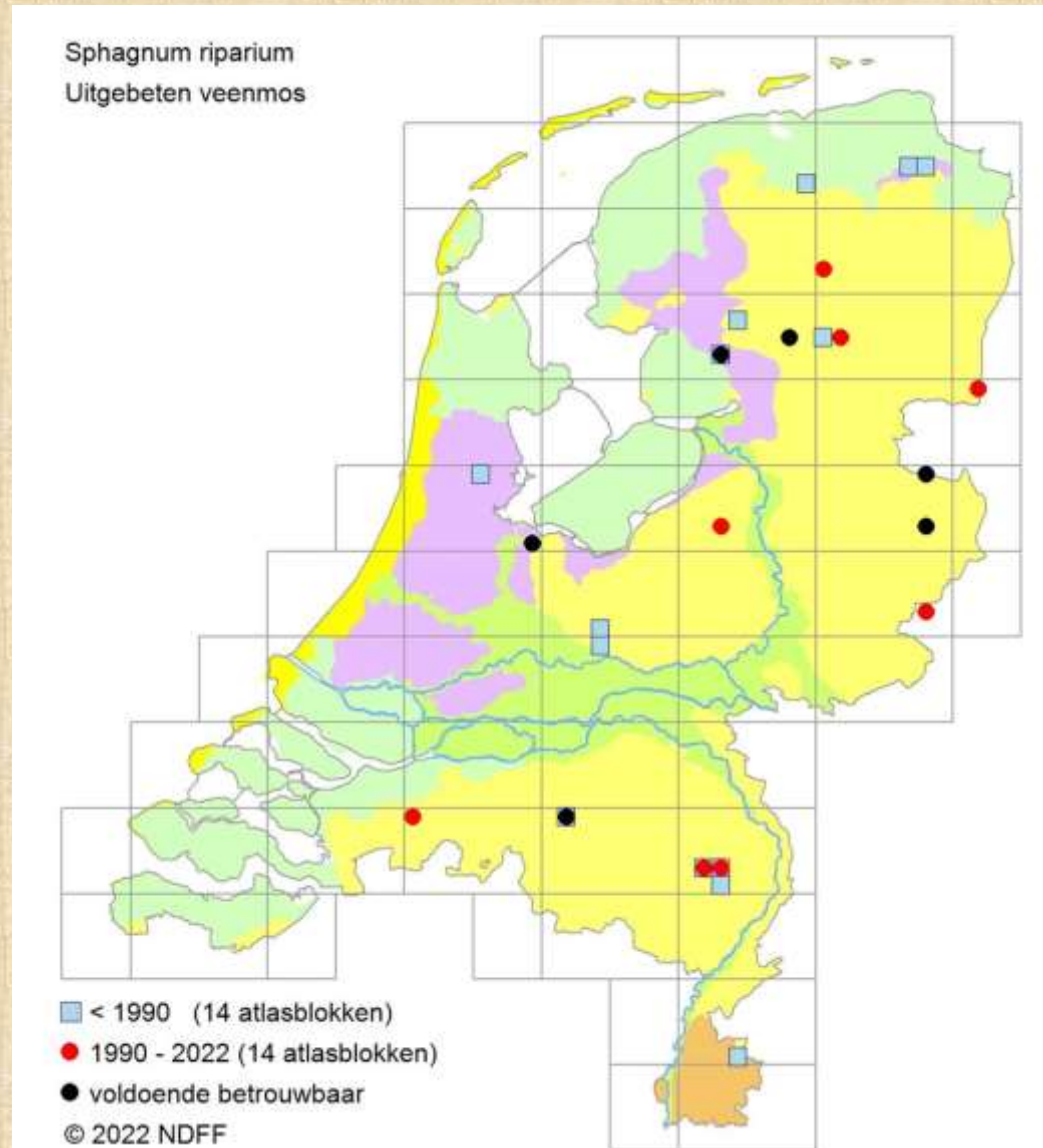 Sphagnum riparium
Uitgebeten veenmos
< 1990 (14 atlasblokken)
1990 - 2022 (14 atlasblokken)
voldoende betrouwbaar
© 2022 NDFF